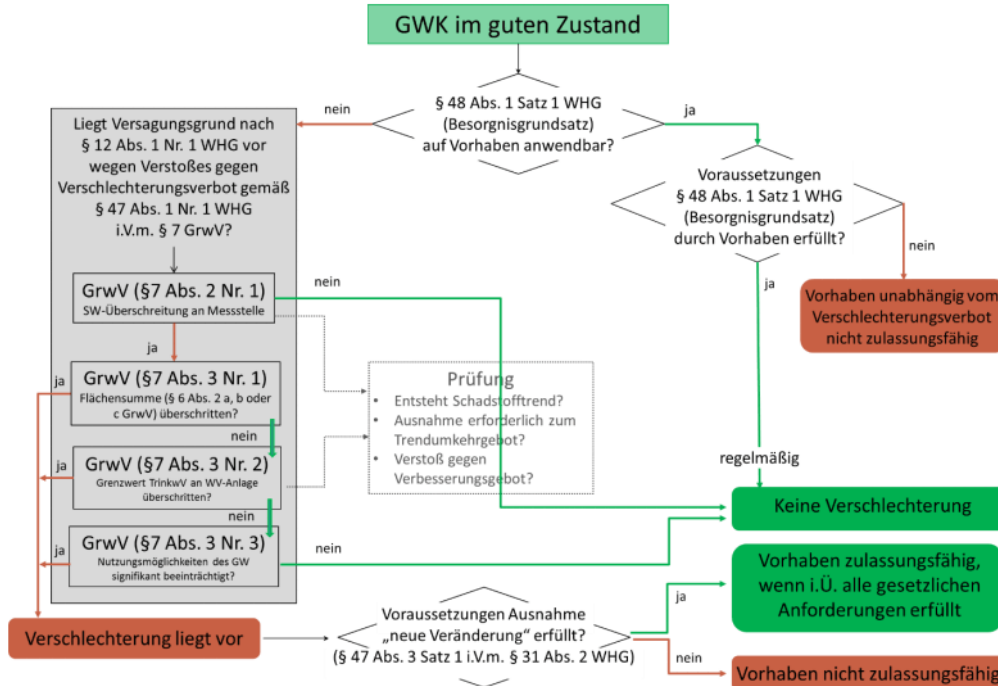 GWK im guten Zustand
nein
§ 48 Abs. 1 Satz 1 WHG
(Besorgnisgrundsatz)
auf Vorhaben anwendbar?
ja
Liegt Versagungsgrund nach
§ 12 Abs. 1 Nr. 1 WHG vor
wegen Verstoßes gegen
Verschlechterungsverbot gemäß
§ 47 Abs. 1 Nr. 1 WHG
i.V.m. § 7 GrwV?
Voraussetzungen
§ 48 Abs. 1 Satz 1 WHG
(Besorgnisgrundsatz)
durch Vorhaben erfüllt?
nein
ja
Vorhaben unabhängig vom
Verschlechterungsverbot
nicht zulassungsfähig
GrwV (§7 Abs. 2 Nr. 1)
SW-Überschreitung an Messstelle
nein
ja
ja
GrwV (§7 Abs. 3 Nr. 1)
Flächensumme (§ 6 Abs. 2 a, b oder
c GrwV) überschritten?
nein
Prüfung
• Entsteht Schadstofftrend?
• Ausnahme erforderlich zum
Trendumkehrgebot?
• Verstoß gegen
Verbesserungsgebot?
ja
GrwV (§7 Abs. 3 Nr. 2)
Grenzwert TrinkwV an WV-Anlage
überschritten?
nein
regelmäßig
Keine Verschlechterung
ja
GrwV (§7 Abs. 3 Nr. 3)
Nutzungsmöglichkeiten des GW
signifikant beeinträchtigt?
nein
Vorhaben zulassungsfähig,
wenn i.Ü. alle gesetzlichen
Anforderungen erfüllt
Verschlechterung liegt vor
Voraussetzungen Ausnahme
„neue Veränderung“ erfüllt?
(§ 47 Abs. 3 Satz 1 i.V.m. § 31 Abs. 2 WHG)
ja
nein
Vorhaben nicht zulassungsfähig